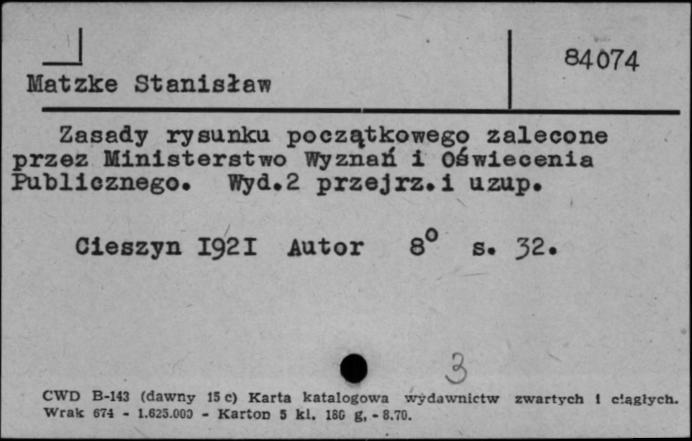 84074
Matzke Stanisław
Zasady rysunku początkowego zalecone
przez Ministerstwo Wyznań i Oświecenia
Publicznego. Wyd.2 przejrz.i uzup.
Cieszyn 1921 Autor 8° s. 32.
3
CWD B-143 (dawny 15 c) Karta katalogowa wydawnictw zwartych i ciągłych.
Wrak 674 - 1.625.000 - Karton 5 kl. 180 g. - 8.70.